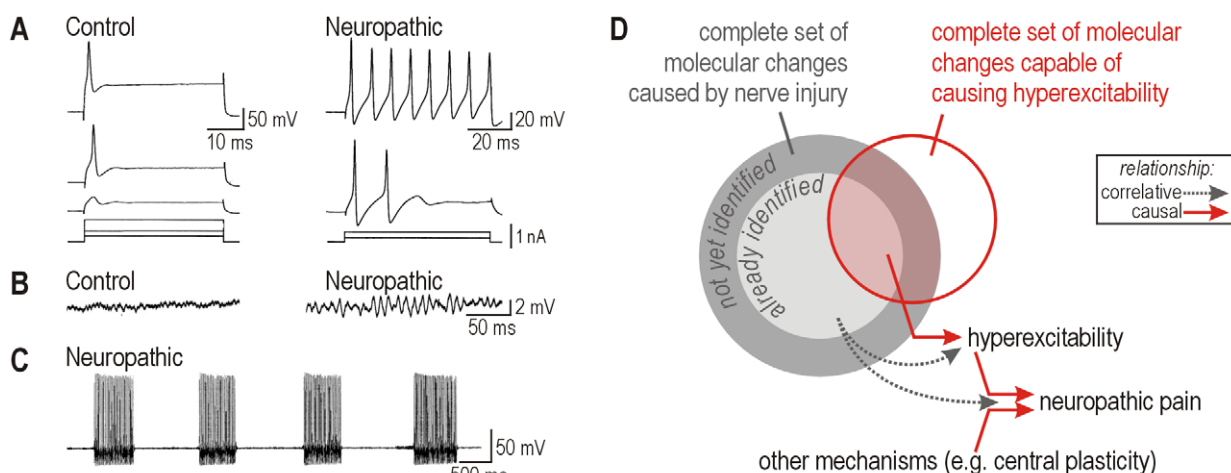 A
Control
Neuropathic
50 mV
10 ms
20 mV
20 ms
1 nA
B
Control
Neuropathic
2 mV
50 ms
C
Neuropathic
50 mV
500 ms
D
complete set of
molecular changes
caused by nerve injury
complete set of molecular
changes capable of
causing hyperexcitability
not yet identified
already identified
relationship:
correlative
causal
hyperexcitability
neuropathic pain
other mechanisms (e.g. central plasticity)